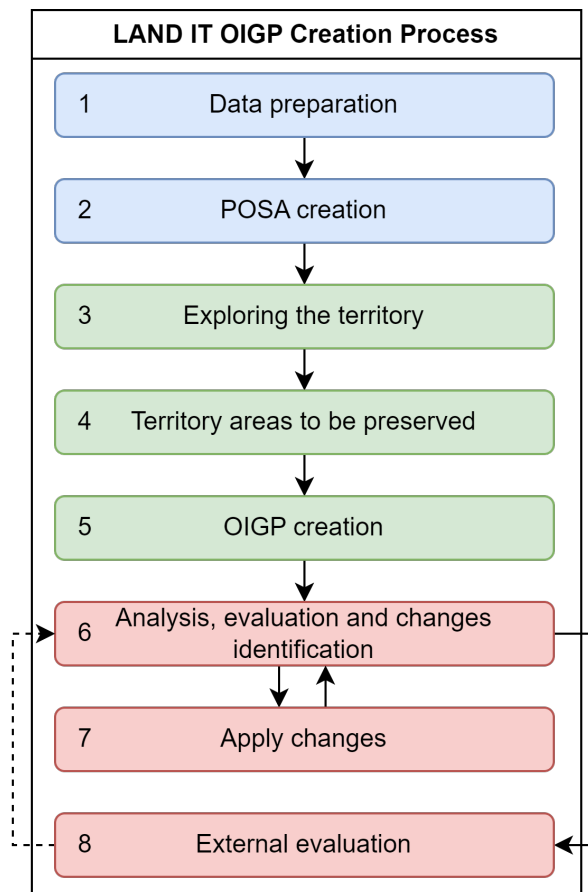 LAND IT OIGP Creation Process
1 Data preparation
2 POSA creation
3 Exploring the territory
4 Territory areas to be preserved
5 OIGP creation
6 Analysis, evaluation and changes
identification
7 Apply changes
8 External evaluation